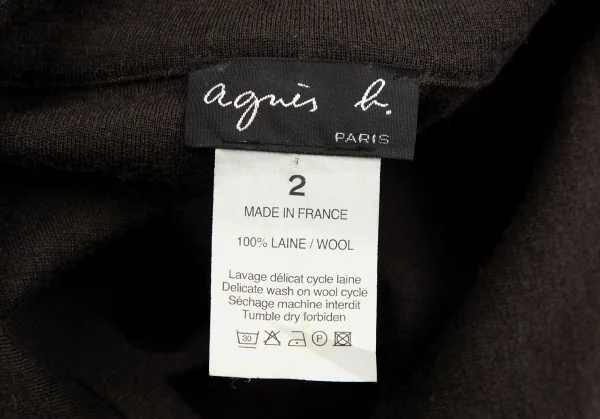 agnès b.
PARIS
2
MADE IN FRANCE
100% LAINE / WOOL
Lavage délicat cycle laine
Delicate wash on wool cycle
Séchage machine interdit
Tumble dry forbiden
30 P